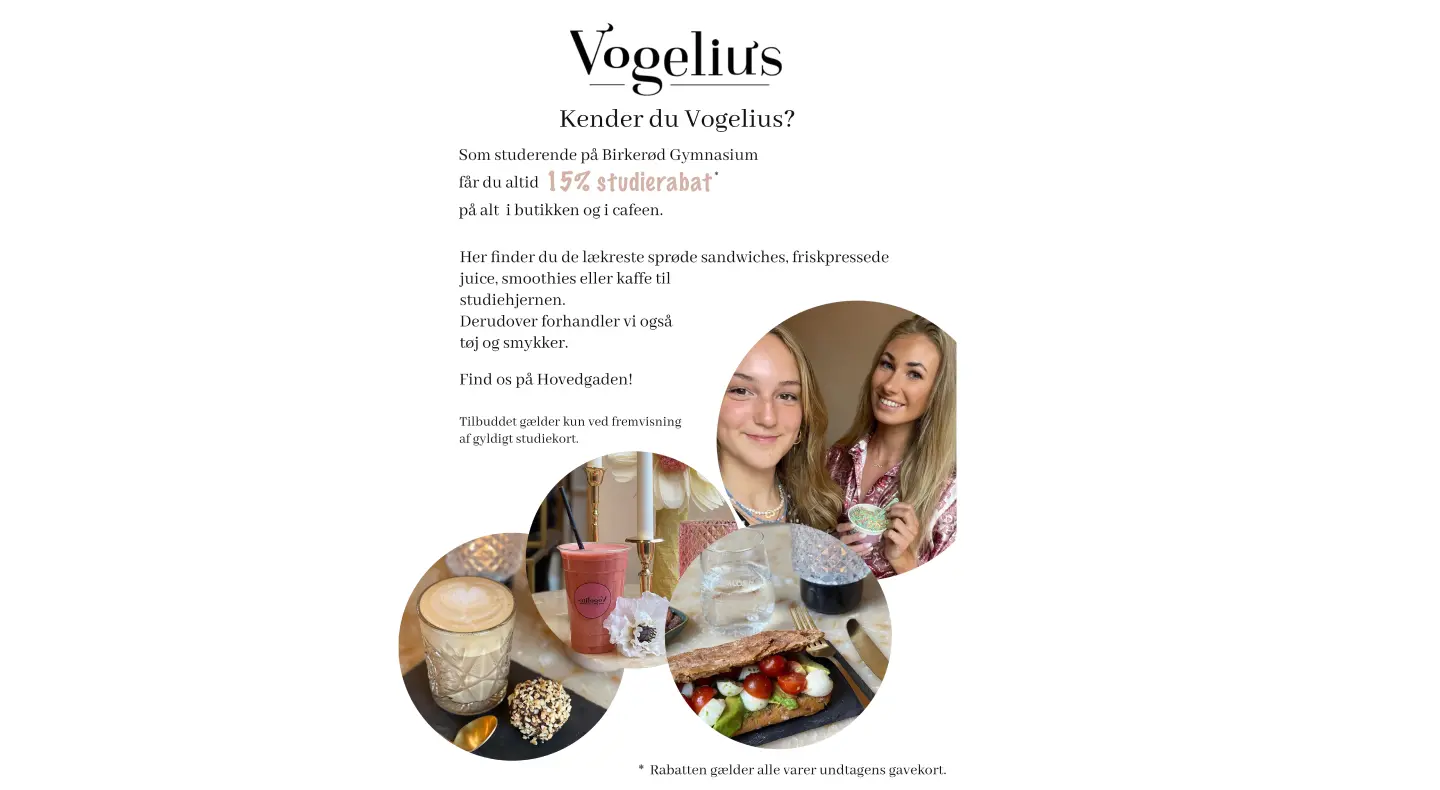 Vogelius
Kender du Vogelius?
Som studerende på Birkerød Gymnasium
får du altid 15% studierabat*
på alt i butikken og i cafeen.
Her finder du de lækreste sprøde sandwiches, friskpressede
juice, smoothies eller kaffe til
studiehjernen.
Derudover forhandler vi også
tøj og smykker.
Find os på Hovedgaden!
Tilbuddet gælder kun ved fremvisning
af gyldigt studiekort.
Vogelius
* Rabatten gælder alle varer undtagens gavekort.